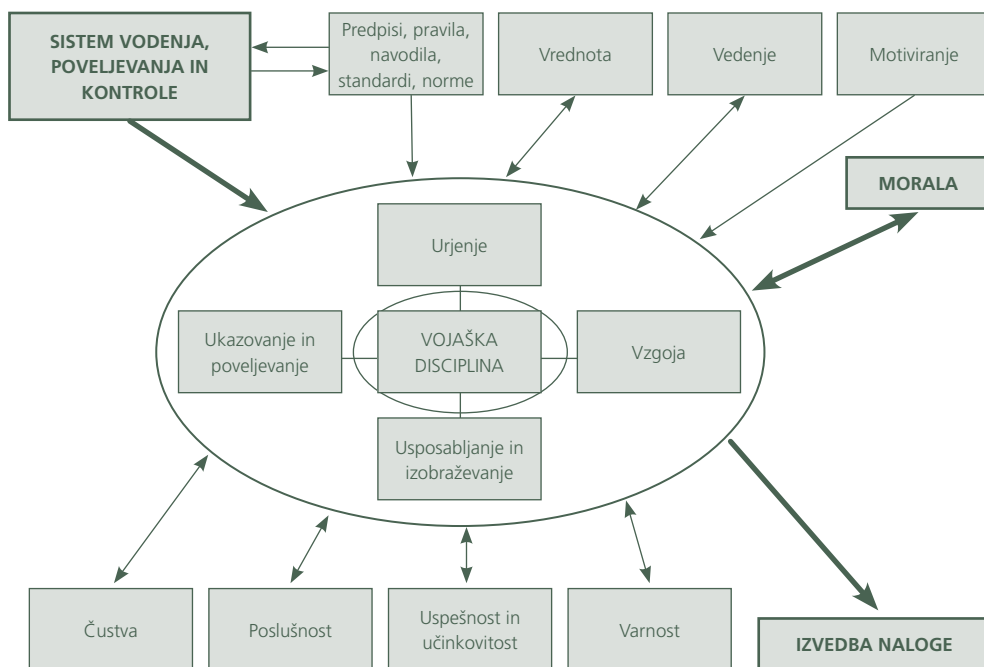 SISTEM VODENJA,
POVELJEVANJA IN
KONTROLE
Predpisi, pravila,
navodila,
standardi, norme
Vrednota
Vedenje
Motiviranje
MORALA
Urjenje
Ukazovanje in
poveljevanje
VOJAŠKA
DISCIPLINA
Vzgoja
Usposabljanje in
izobraževanje
Čustva
Poslušnost
Uspešnost in
učinkovitost
Varnost
IZVEDBA NALOGE